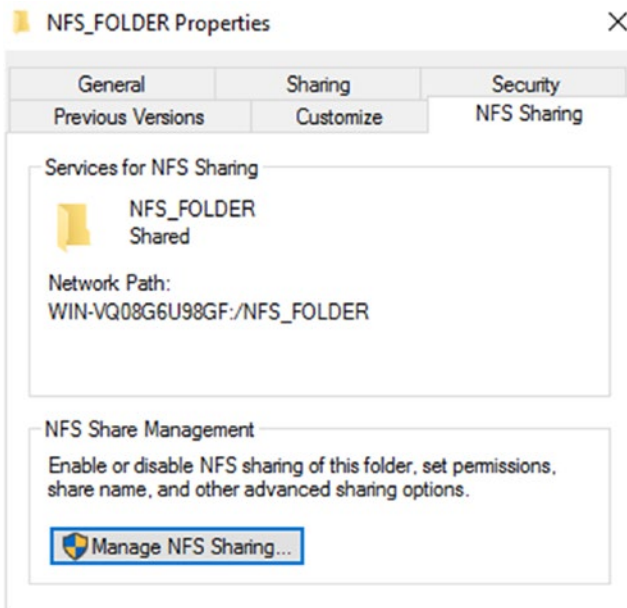 NFS_FOLDER Properties
General
Sharing
Security
Previous Versions
Customize
NFS Sharing
Services for NFS Sharing
NFS_FOLDER
Shared
Network Path:
WIN-VQ08G6U98GF:/NFS_FOLDER
NFS Share Management
Enable or disable NFS sharing of this folder, set permissions,
share name, and other advanced sharing options.
Manage NFS Sharing...